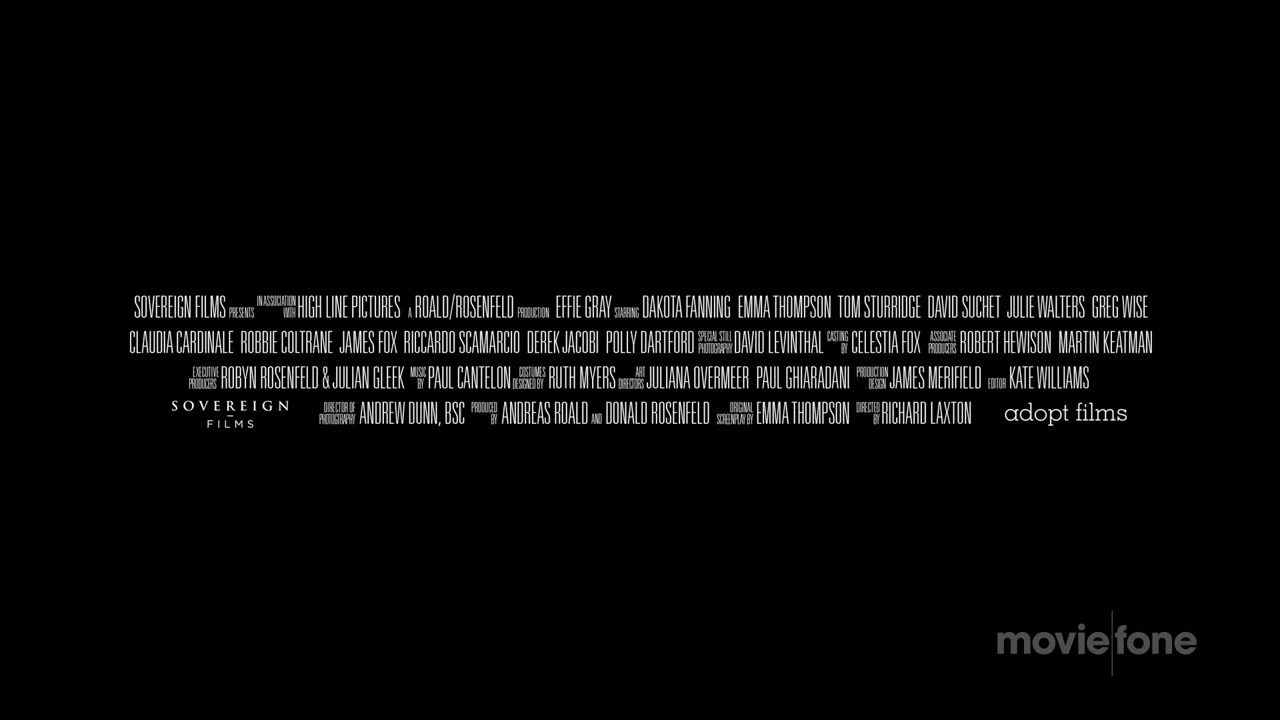 SOVEREIGN FILMS PRESENTS IN ASSOCIATION WITH HIGH LINE PICTURES A ROALD/ROSENFELD PRODUCTION EFFIE GRAY STARRING DAKOTA FANNING EMMA THOMPSON TOM STURRIDGE DAVID SUCHET JULIE WALTERS GREG WISE
CLAUDIA CARDINALE ROBBIE COLTRANE JAMES FOX RICCARDO SCAMARCIO DEREK JACOBI POLLY DARTFORD SPECIAL STILL PHOTOGRAPHY DAVID LEVINTHAL CASTING BY CELESTIA FOX ASSOCIATE PRODUCERS ROBERT HEWISON MARTIN KEATMAN
EXECUTIVE PRODUCERS ROBYN ROSENFELD & JULIAN GLEEK MUSIC BY PAUL CANTELON COSTUMES DESIGNED BY RUTH MYERS ART DIRECTORS JULIANA OVERMEER PAUL GHIARADANI PRODUCTION DESIGN JAMES MERIFIELD EDITOR KATE WILLIAMS
SOVEREIGN FILMS DIRECTOR OF PHOTOGRAPHY ANDREW DUNN, BSC PRODUCED BY ANDREAS ROALD AND DONALD ROSENFELD ORIGINAL SCREENPLAY BY EMMA THOMPSON DIRECTED BY RICHARD LAXTON adopt films
moviefone